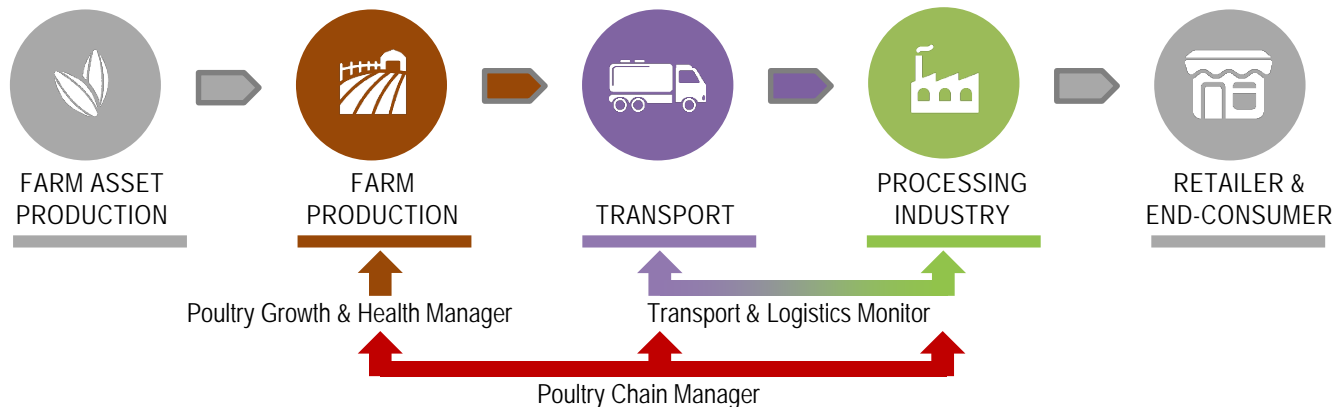 FARM ASSET
PRODUCTION
FARM
PRODUCTION
TRANSPORT
PROCESSING
INDUSTRY
RETAILER &
END-CONSUMER
Poultry Growth & Health Manager
Transport & Logistics Monitor
Poultry Chain Manager